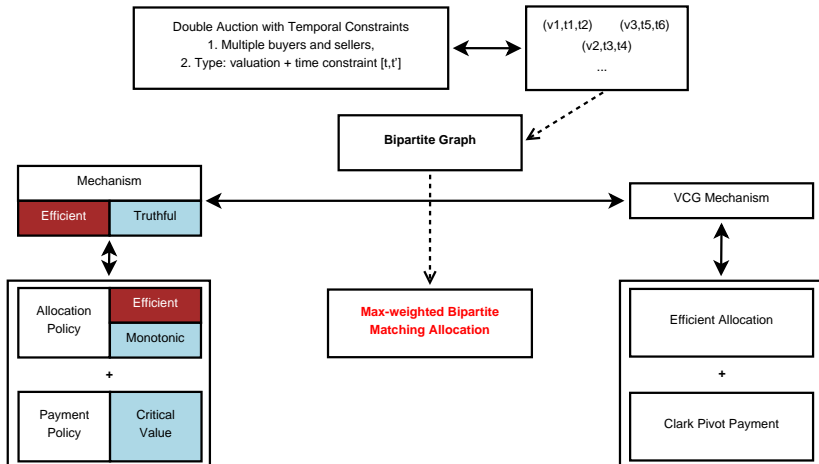 Double Auction with Temporal Constraints
1. Multiple buyers and sellers,
2. Type: valuation + time constraint [t,t']
(v1,t1,t2) (v3,t5,t6)
(v2,t3,t4)
...
Bipartite Graph
Mechanism
Efficient Truthful
VCG Mechanism
Allocation
Policy
Efficient
Monotonic
+
Payment
Policy
Critical
Value
Max-weighted Bipartite
Matching Allocation
Efficient Allocation
+
Clark Pivot Payment